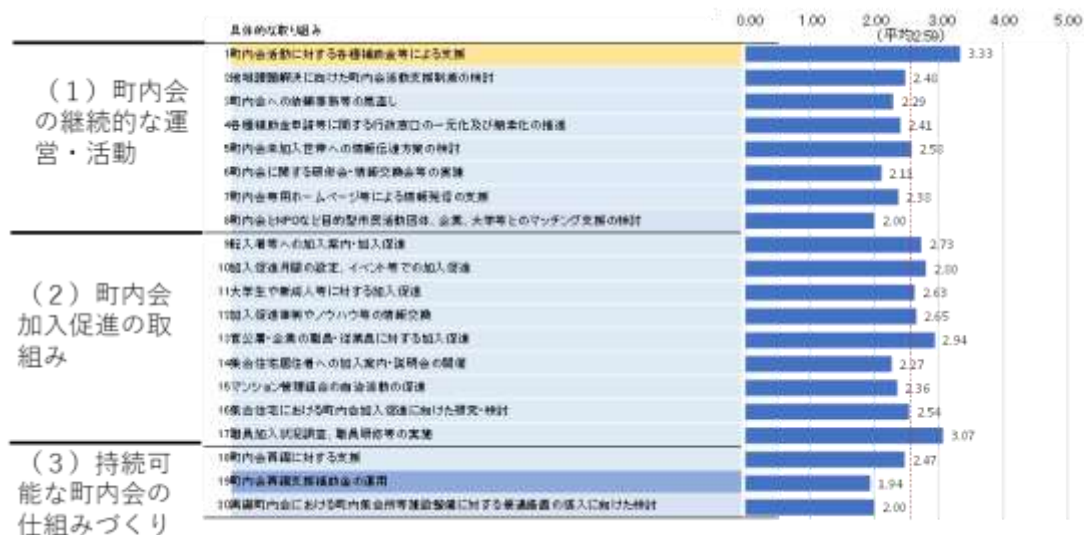 0.00 1.00 2.00 3.00 4.00 5.00
具体的な取り組み
(平均2.59)
(1)町内会の継続的な運営・活動
1町内会活動に対する各種補助金等による支援 3.33
2地域課題解決に向けた町内会活動支援制度の検討 2.48
3町内会への依頼事務等の見直し 2.29
4各種補助金申請等に関する行政窓口の一元化及び簡素化の推進 2.41
5町内会未加入世帯への情報伝達方策の検討 2.58
6町内会に関する研修会・情報交換会等の実施 2.11
7町内会専用ホームページ等による情報発信の支援 2.38
8町内会とNPOなど目的型市民活動団体、企業、大学等とのマッチング支援の検討 2.00
(2)町内会加入促進の取組み
9転入者等への加入案内・加入促進 2.73
10加入促進月間の設定、イベント等での加入促進 2.80
11大学生や新成人等に対する加入促進 2.63
12加入促進事例やノウハウ等の情報交換 2.65
13官公署・企業の職員・従業員に対する加入促進 2.94
14集合住宅居住者への加入案内・説明会の開催 2.27
15マンション管理組合の自治活動の促進 2.36
16集合住宅における町内会加入促進に向けた研究・検討 2.54
17職員加入状況調査、職員研修等の実施 3.07
(3)持続可能な町内会の仕組みづくり
18町内会再編に対する支援 2.47
19町内会再編支援補助金の運用 1.94
20再編町内会における町内集会所等施設整備に対する優遇措置の導入に向けた検討 2.00